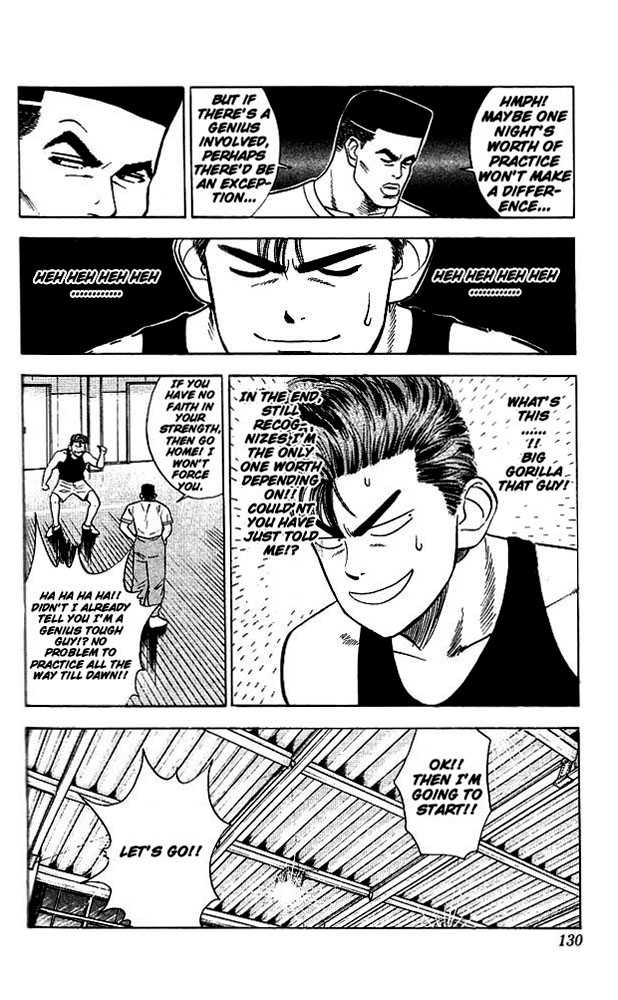 HMPH!
MAYBE ONE
NIGHT'S
WORTH OF
PRACTICE
WON'T MAKE
A DIFFER-
ENCE...
BUT IF
THERE'S A
GENIUS
INVOLVED,
PERHAPS
THERE'D BE
AN EXCEP-
TION...
HEH HEH HEH HEH
............
HEH HEH HEH HEH
............
WHAT'S
THIS
......
!!
BIG
GORILLA
THAT GUY!
IN THE END,
STILL
RECOG-
NIZES I'M
THE ONLY
ONE WORTH
DEPENDING
ON!!
COULDN'T
YOU HAVE
JUST TOLD
ME!?
IF YOU
HAVE NO
FAITH IN
YOUR
STRENGTH,
THEN GO
HOME! I
WON'T
FORCE
YOU.
HA HA HA HA!!
DIDN'T I ALREADY
TELL YOU I'M A
GENIUS TOUGH
GUY!? NO
PROBLEM TO
PRACTICE ALL THE
WAY TILL DAWN!!
OK!!
THEN I'M
GOING TO
START!!
LET'S GO!!
130